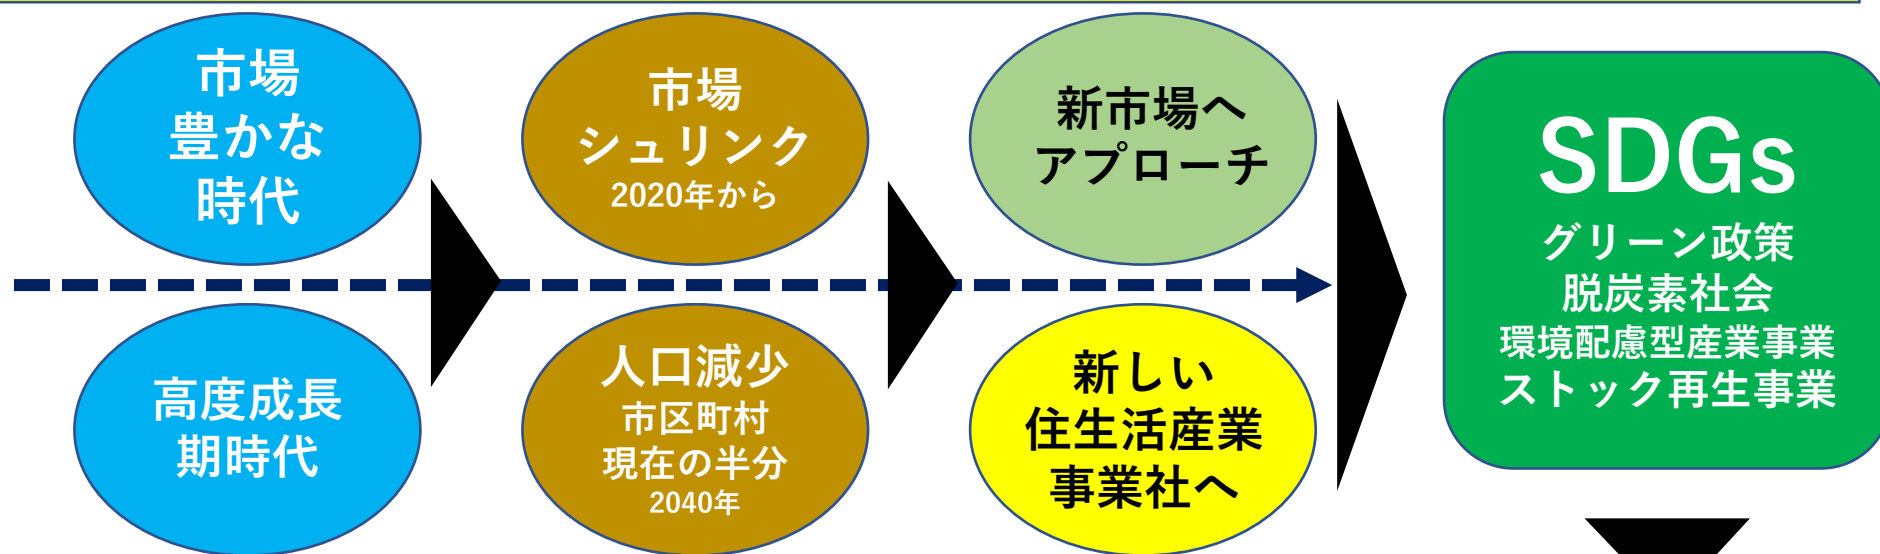 市場
豊かな
時代
市場
シュリンク
2020年から
新市場へ
アプローチ
高度成長
期時代
人口減少
市区町村
現在の半分
2040年
新しい
住生活産業
事業社へ
SDGs
グリーン政策
脱炭素社会
環境配慮型産業事業
ストック再生事業